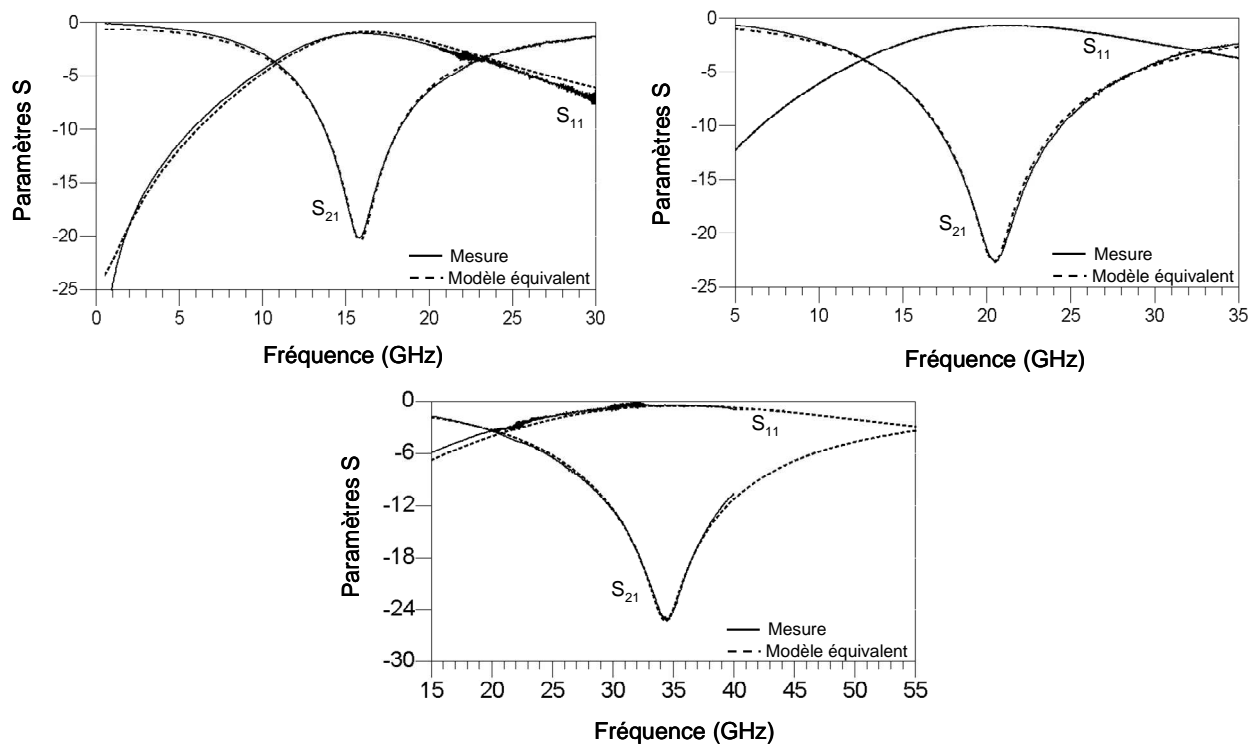 0
-5
-10
-15
-20
-25
Paramètres S
S11
S21
Mesure
Modèle équivalent
0 5 10 15 20 25 30
Fréquence (GHz)
0
-5
-10
-15
-20
-25
Paramètres S
S11
S21
Mesure
Modèle équivalent
5 10 15 20 25 30 35
Fréquence (GHz)
0
-6
-12
-18
-24
-30
Paramètres S
S11
S21
Mesure
Modèle équivalent
15 20 25 30 35 40 45 50 55
Fréquence (GHz)